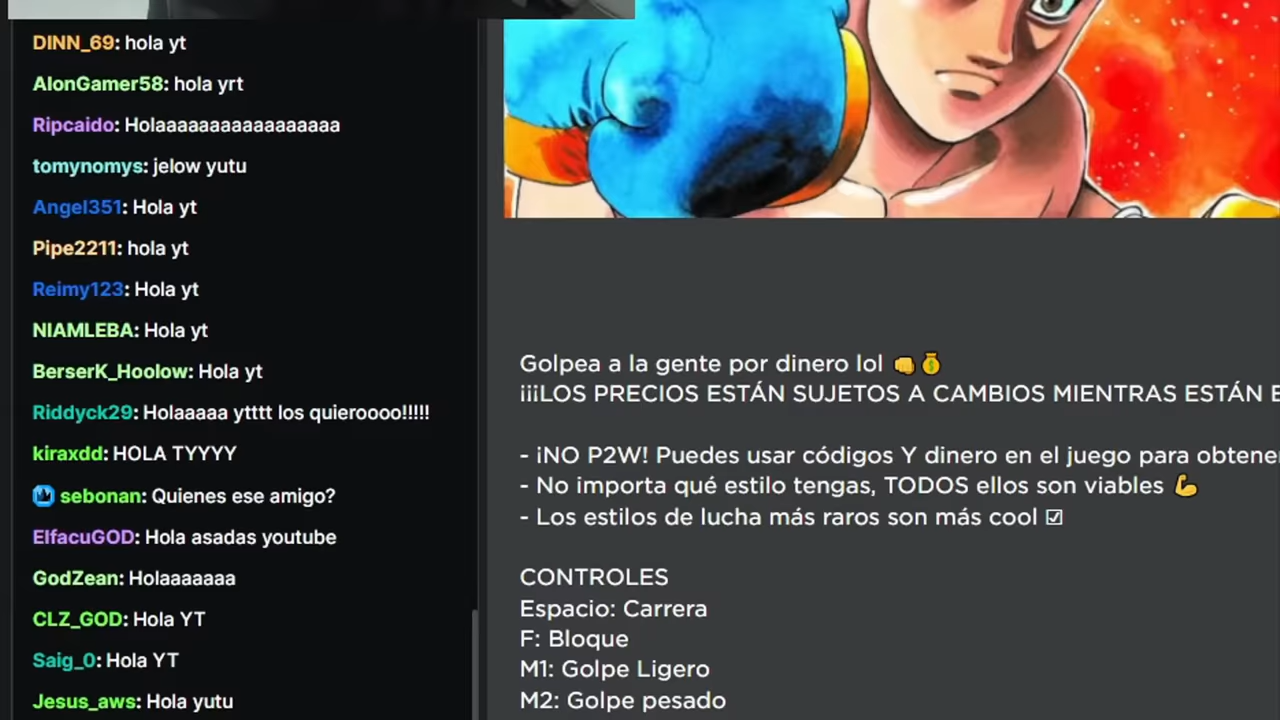 DINN_69: hola yt
AlonGamer58: hola yrt
Ripcaido: Holaaaaaaaaaaaaaaaaa
tomynomys: jelow yutu
Angel351: Hola yt
Pipe2211: hola yt
Reimy123: Hola yt
NIAMLEBA: Hola yt
BerserK_Hoolow: Hola yt
Riddyck29: Holaaaaa ytttt los quieroooo!!!!!
kiraxdd: HOLA TYYYY
sebonan: Quienes ese amigo?
ElfacuGOD: Hola asadas youtube
GodZean: Holaaaaaaa
CLZ_GOD: Hola YT
Saig_0: Hola YT
Jesus_aws: Hola yutu
Golpea a la gente por dinero lol 👊💰
¡¡¡LOS PRECIOS ESTÁN SUJETOS A CAMBIOS MIENTRAS ESTÁN
- ¡NO P2W! Puedes usar códigos Y dinero en el juego para obtener
- No importa qué estilo tengas, TODOS ellos son viables 💪
- Los estilos de lucha más raros son más cool ☑
CONTROLES
Espacio: Carrera
F: Bloque
M1: Golpe Ligero
M2: Golpe pesado